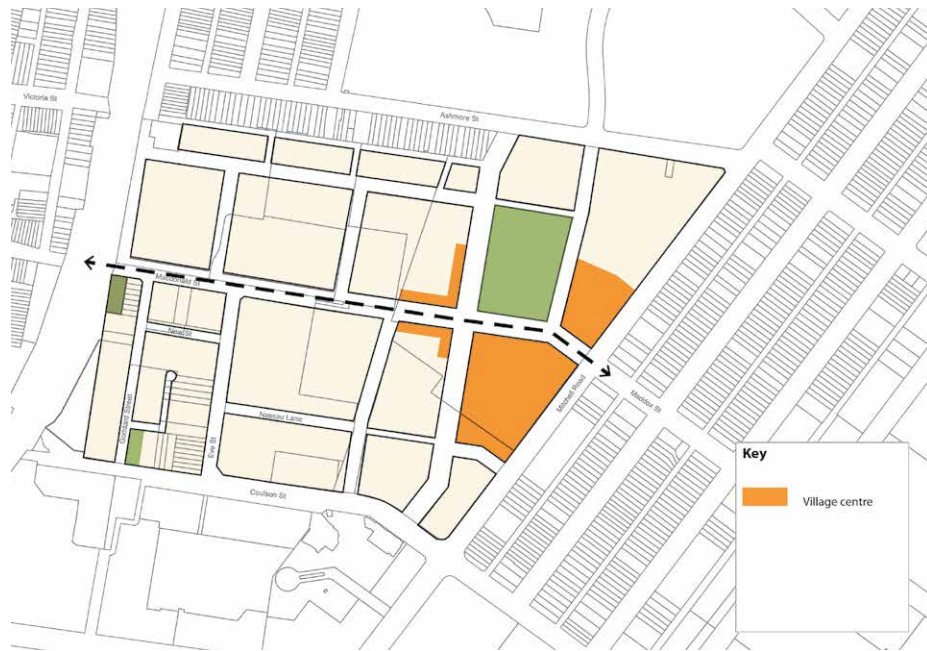 Victoria St
Ashmore St
Macdonald St
Neal St
Goddard Street
Eve St
Nassau Lane
Coulson St
Mitchell Road
Maddox St
Key
Village centre